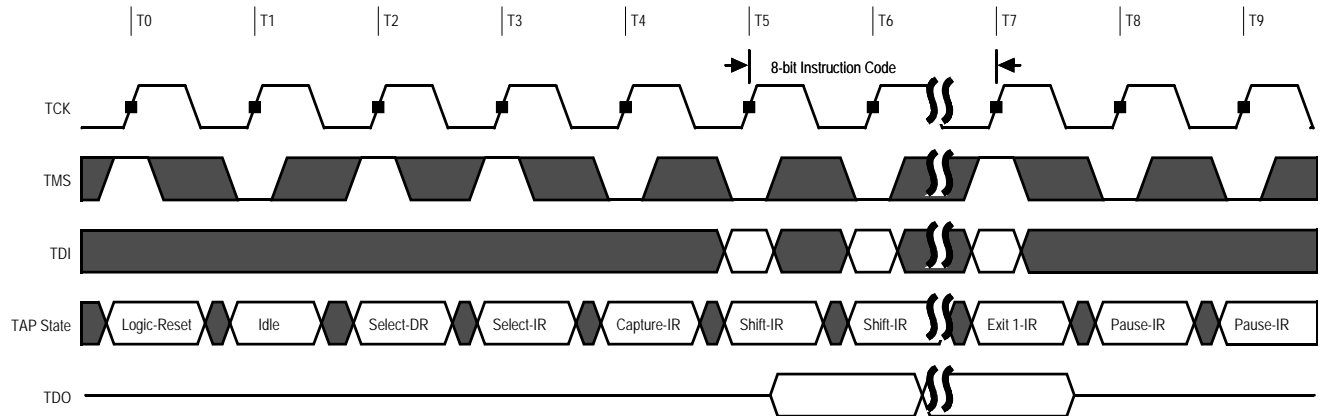 T0 T1 T2 T3 T4 T5 T6 T7 T8 T9
8-bit Instruction Code
TCK
TMS
TDI
TAP State Logic-Reset Idle Select-DR Select-IR Capture-IR Shift-IR Shift-IR Exit 1-IR Pause-IR Pause-IR
TDO